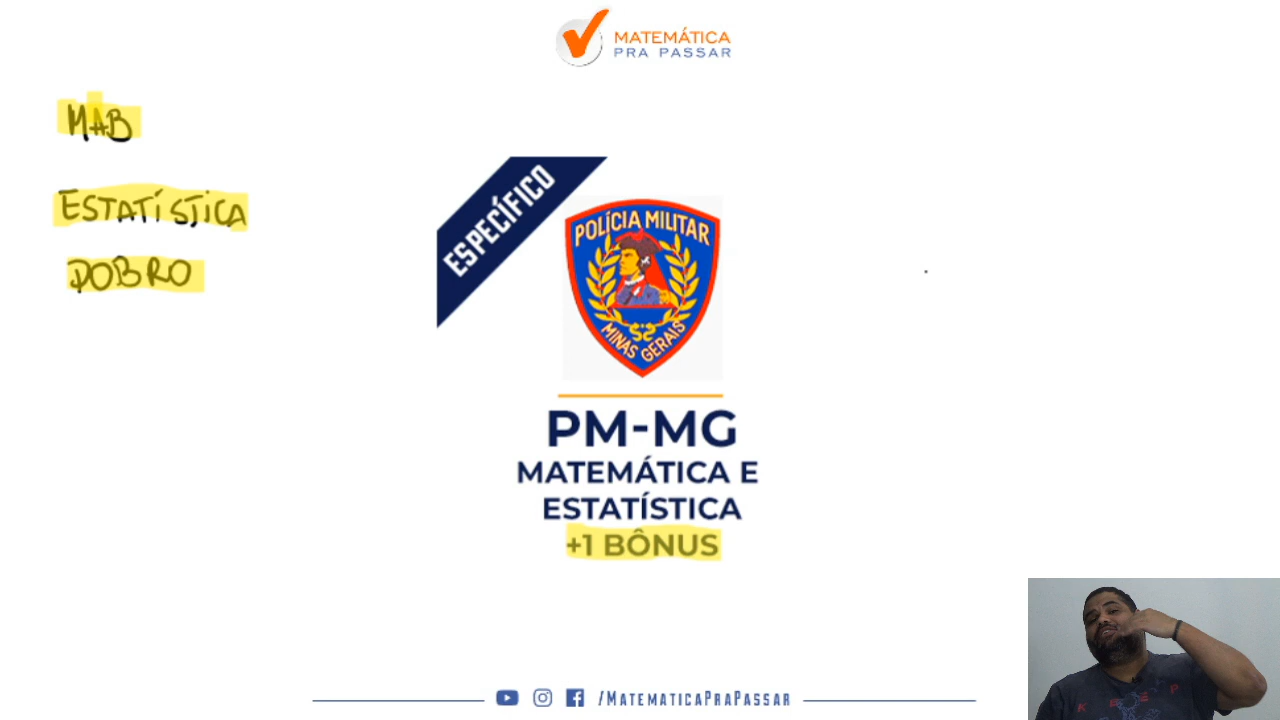 MATEMÁTICA
PRA PASSAR
MAB
ESTATÍSTICA
DOBRO
ESPECÍFICO
POLÍCIA MILITAR
MINAS GERAIS
PM-MG
MATEMÁTICA E
ESTATÍSTICA
+1 BÔNUS
/MATEMATICAPRAPASSAR
K D E P